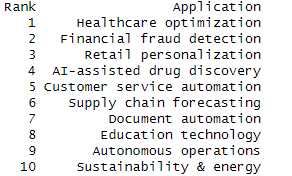 Rank Application
1 Healthcare optimization
2 Financial fraud detection
3 Retail personalization
4 AI-assisted drug discovery
5 Customer service automation
6 Supply chain forecasting
7 Document automation
8 Education technology
9 Autonomous operations
10 Sustainability & energy